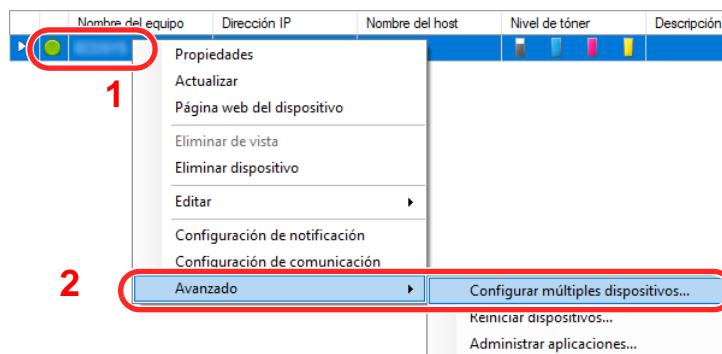 Nombre del equipo Dirección IP Nombre del host Nivel de tóner Descripción
1
Propiedades
Actualizar
Página web del dispositivo
Eliminar de vista
Eliminar dispositivo
Editar
Configuración de notificación
Configuración de comunicación
2
Avanzado Configurar múltiples dispositivos...
Reiniciar dispositivos...
Administrar aplicaciones...